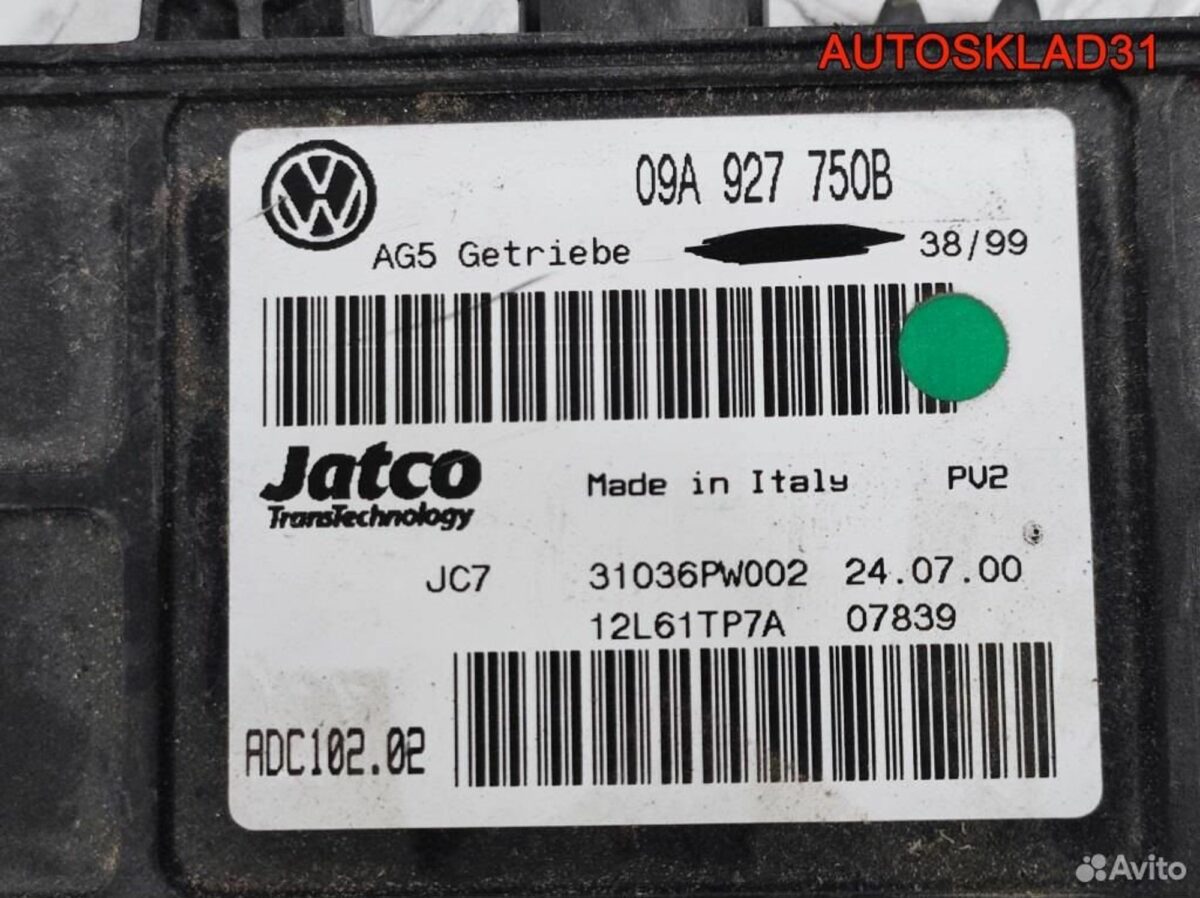 AUTOSKLAD31
09A 927 750B
AG5 Getriebe 38/99
Jatco
TransTechnology
Made in Italy PV2
JC7 31036PW002 24.07.00
12L61TP7A 07839
ADC102.02
Avito